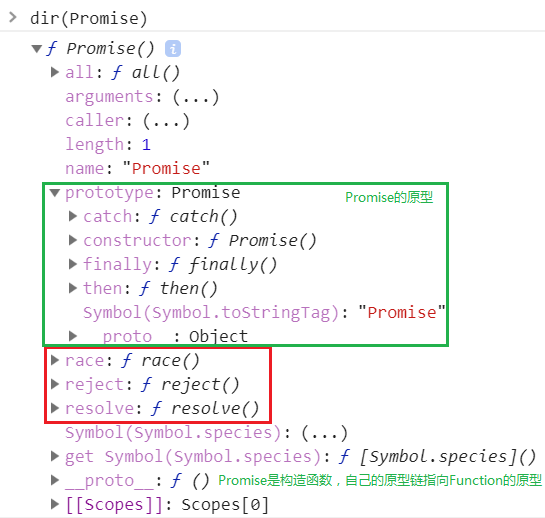 > dir(Promise)
▼ƒ Promise() i
▶all: ƒ all()
arguments: (...)
caller: (...)
length: 1
name: "Promise"
▼prototype: Promise Promise的原型
▶catch: ƒ catch()
▶constructor: ƒ Promise()
▶finally: ƒ finally()
▶then: ƒ then()
Symbol(Symbol.toStringTag): "Promise"
▶__proto__: Object
▶race: ƒ race()
▶reject: ƒ reject()
▶resolve: ƒ resolve()
Symbol(Symbol.species): (...)
▶get Symbol(Symbol.species): ƒ [Symbol.species]()
▶__proto__: ƒ () Promise是构造函数，自己的原型链指向Function的原型
▶[[Scopes]]: Scopes[0]